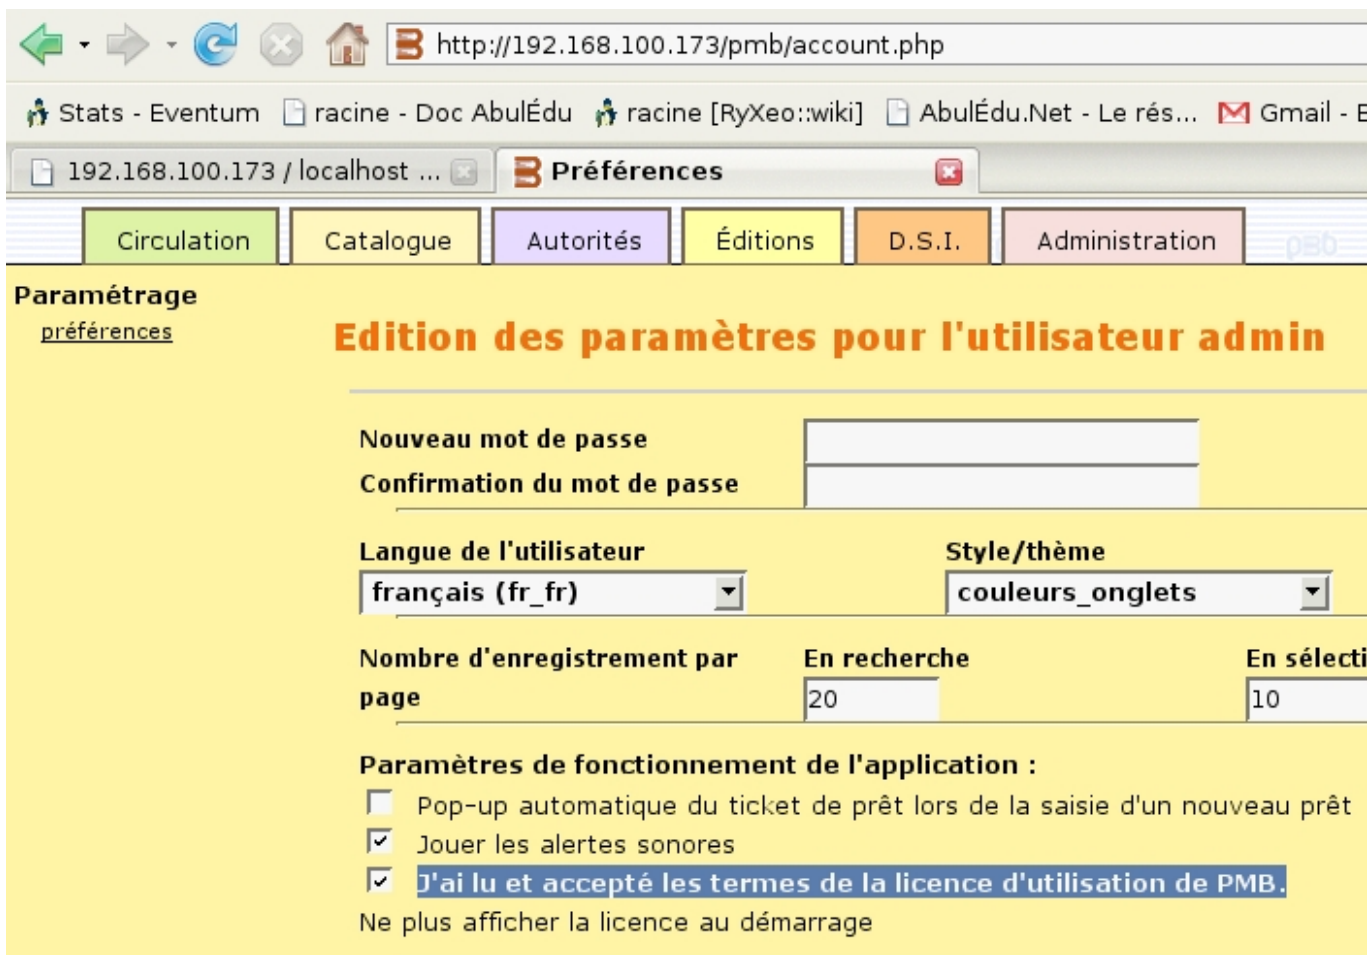 http://192.168.100.173/pmb/account.php
Stats - Eventum racine - Doc AbulÉdu racine [RyXeo::wiki] AbulÉdu.Net - Le rés... Gmail -
192.168.100.173 / localhost ... Préférences
Circulation Catalogue Autorités Éditions D.S.I. Administration pmb
Paramétrage
préférences
Edition des paramètres pour l'utilisateur admin
Nouveau mot de passe
Confirmation du mot de passe
Langue de l'utilisateur Style/thème
français (fr_fr) couleurs_onglets
Nombre d'enregistrement par En recherche En sélecti
page 20 10
Paramètres de fonctionnement de l'application :
Pop-up automatique du ticket de prêt lors de la saisie d'un nouveau prêt
Jouer les alertes sonores
J'ai lu et accepté les termes de la licence d'utilisation de PMB.
Ne plus afficher la licence au démarrage